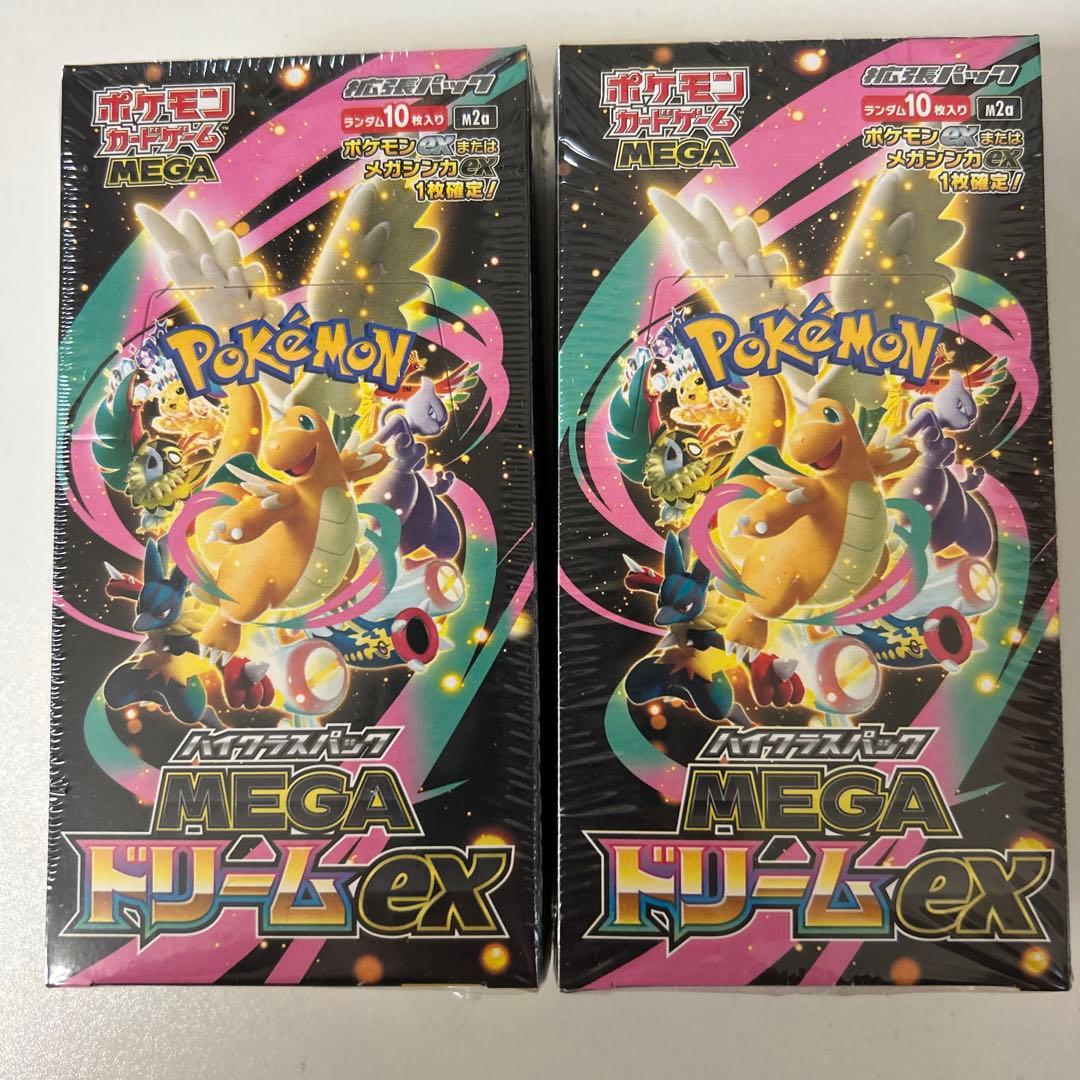 ポケモン
カードゲーム™
MEGA
拡張パック
ランダム10枚入り M2a
ポケモンexまたは
メガシンカex
1枚確定!
POKéMON™
ハイクラスパック
MEGA
ドリームex
ポケモン
カードゲーム™
MEGA
拡張パック
ランダム10枚入り M2a
ポケモンexまたは
メガシンカex
1枚確定!
POKéMON™
ハイクラスパック
MEGA
ドリームex